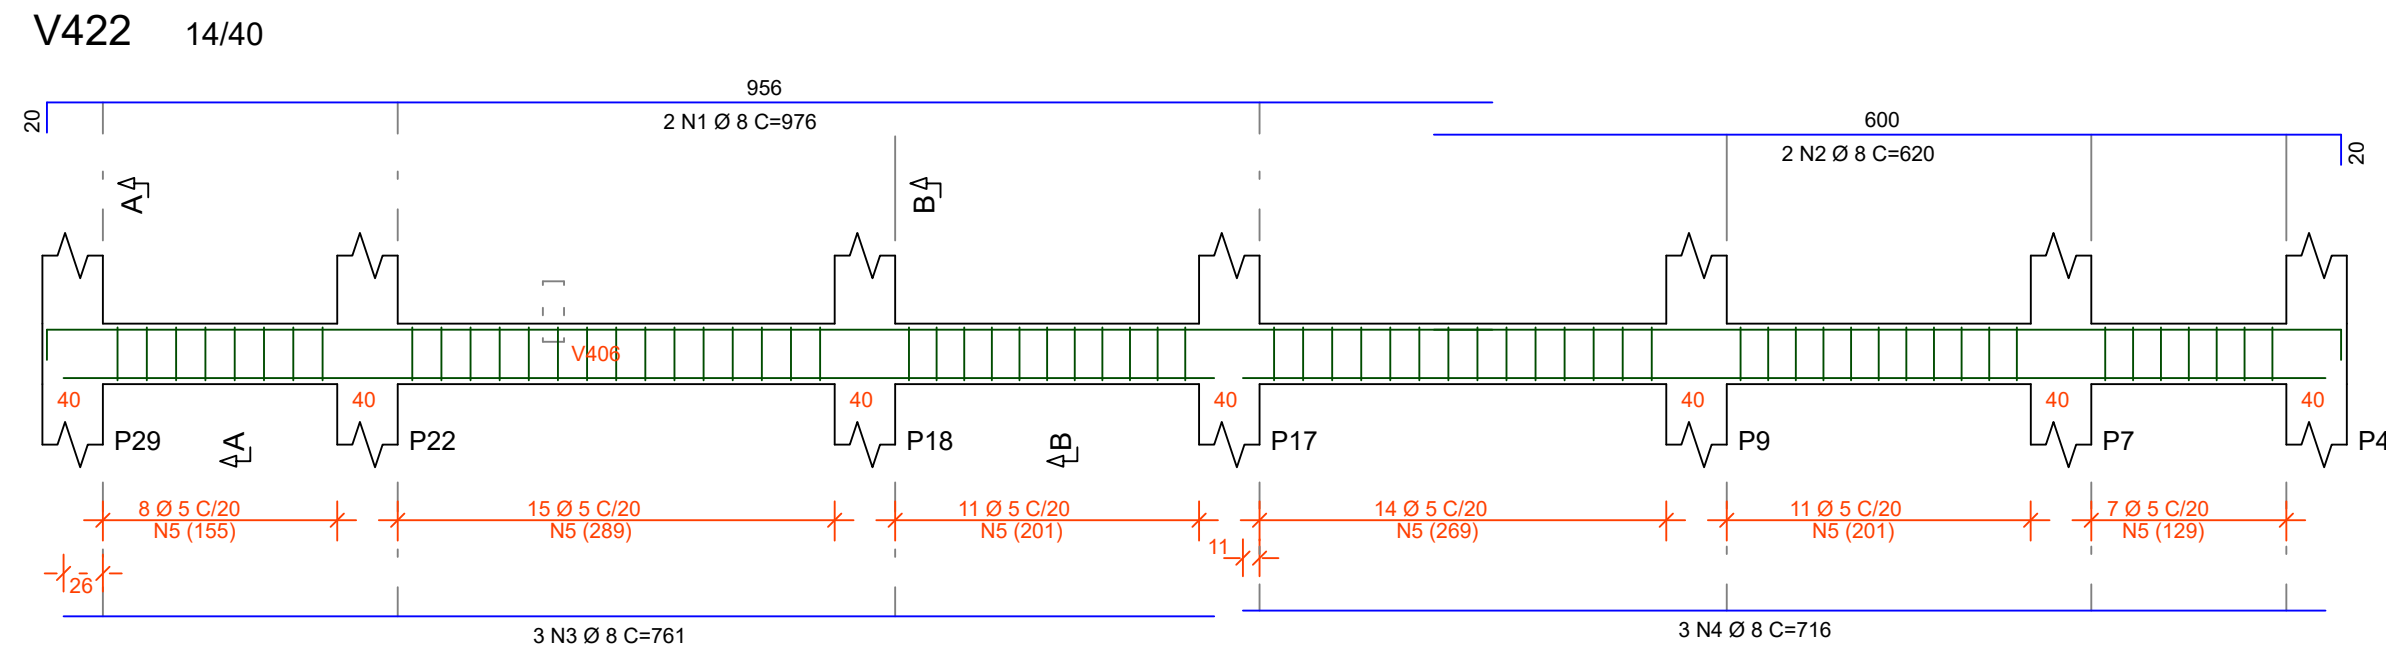 V422 14/40
956
20
2 N1 Ø 8 C=976
600
2 N2 Ø 8 C=620
20
A
B
V406
40 40 40 40 40 40 40
P29 A P22 P18 B P17 P9 P7 P4
8 Ø 5 C/20 15 Ø 5 C/20 11 Ø 5 C/20 14 Ø 5 C/20 11 Ø 5 C/20 7 Ø 5 C/20
N5 (155) N5 (289) N5 (201) N5 (269) N5 (201) N5 (129)
11
26
3 N3 Ø 8 C=761
3 N4 Ø 8 C=716